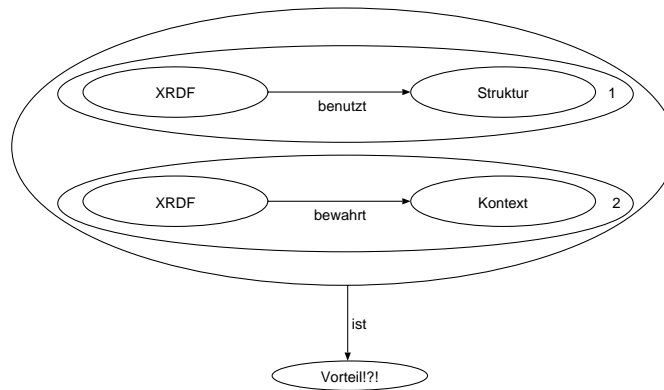 XRDF
benutzt
Struktur
1
XRDF
bewahrt
Kontext
2
ist
Vorteil!?!